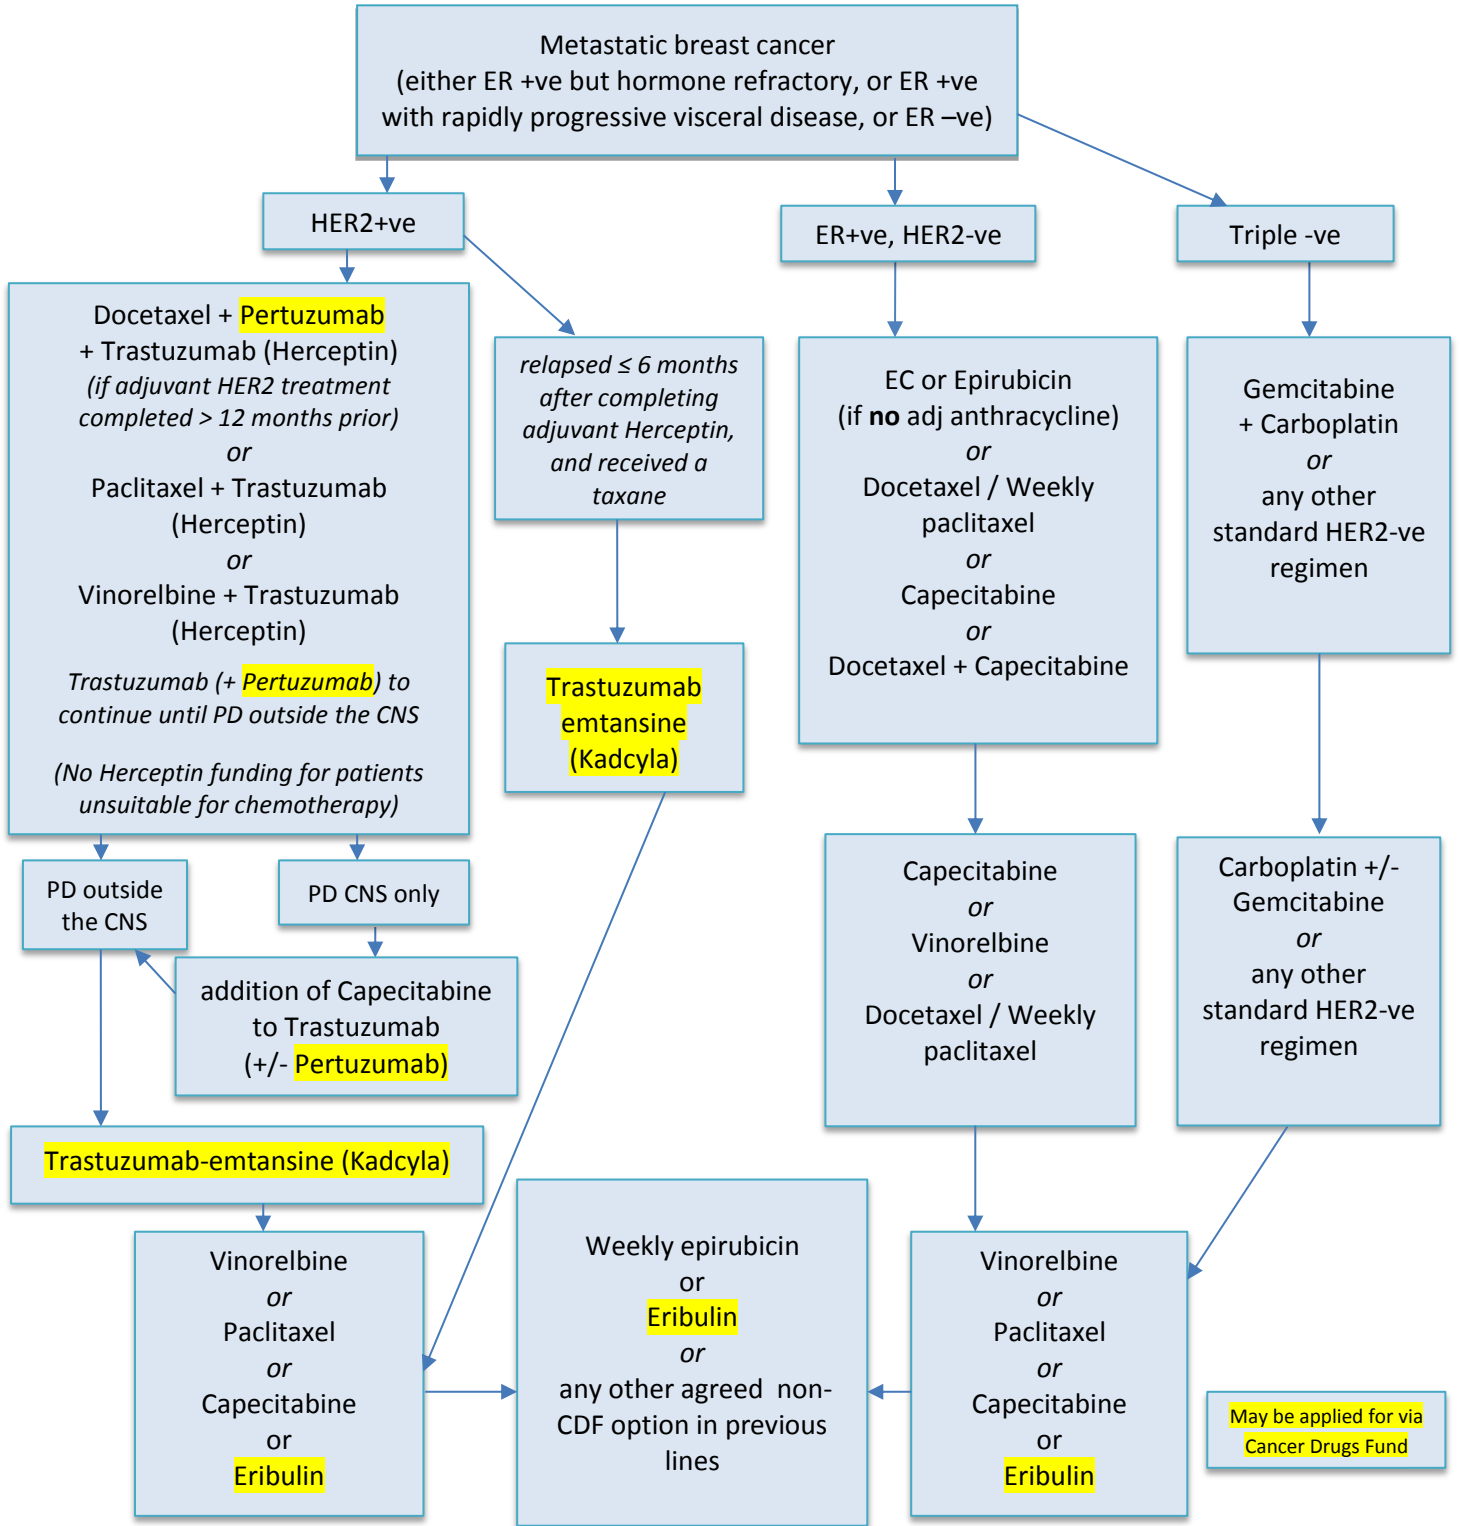 Metastatic breast cancer
(either ER +ve but hormone refractory, or ER +ve
with rapidly progressive visceral disease, or ER –ve)
HER2+ve
ER+ve, HER2-ve
Triple -ve
Docetaxel + Pertuzumab
+ Trastuzumab (Herceptin)
(if adjuvant HER2 treatment
completed > 12 months prior)
or
Paclitaxel + Trastuzumab
(Herceptin)
or
Vinorelbine + Trastuzumab
(Herceptin)
Trastuzumab (+ Pertuzumab) to
continue until PD outside the CNS
(No Herceptin funding for patients
unsuitable for chemotherapy)
relapsed ≤ 6 months
after completing
adjuvant Herceptin,
and received a
taxane
EC or Epirubicin
(if no adj anthracycline)
or
Docetaxel / Weekly
paclitaxel
or
Capecitabine
or
Docetaxel + Capecitabine
Gemcitabine
+ Carboplatin
or
any other
standard HER2-ve
regimen
Trastuzumab
emtansine
(Kadcyla)
PD outside
the CNS
PD CNS only
addition of Capecitabine
to Trastuzumab
(+/- Pertuzumab)
Capecitabine
or
Vinorelbine
or
Docetaxel / Weekly
paclitaxel
Carboplatin +/-
Gemcitabine
or
any other
standard HER2-ve
regimen
Trastuzumab-emtansine (Kadcyla)
Vinorelbine
or
Paclitaxel
or
Capecitabine
or
Eribulin
Weekly epirubicin
or
Eribulin
or
any other agreed non-
CDF option in previous
lines
Vinorelbine
or
Paclitaxel
or
Capecitabine
or
Eribulin
May be applied for via
Cancer Drugs Fund